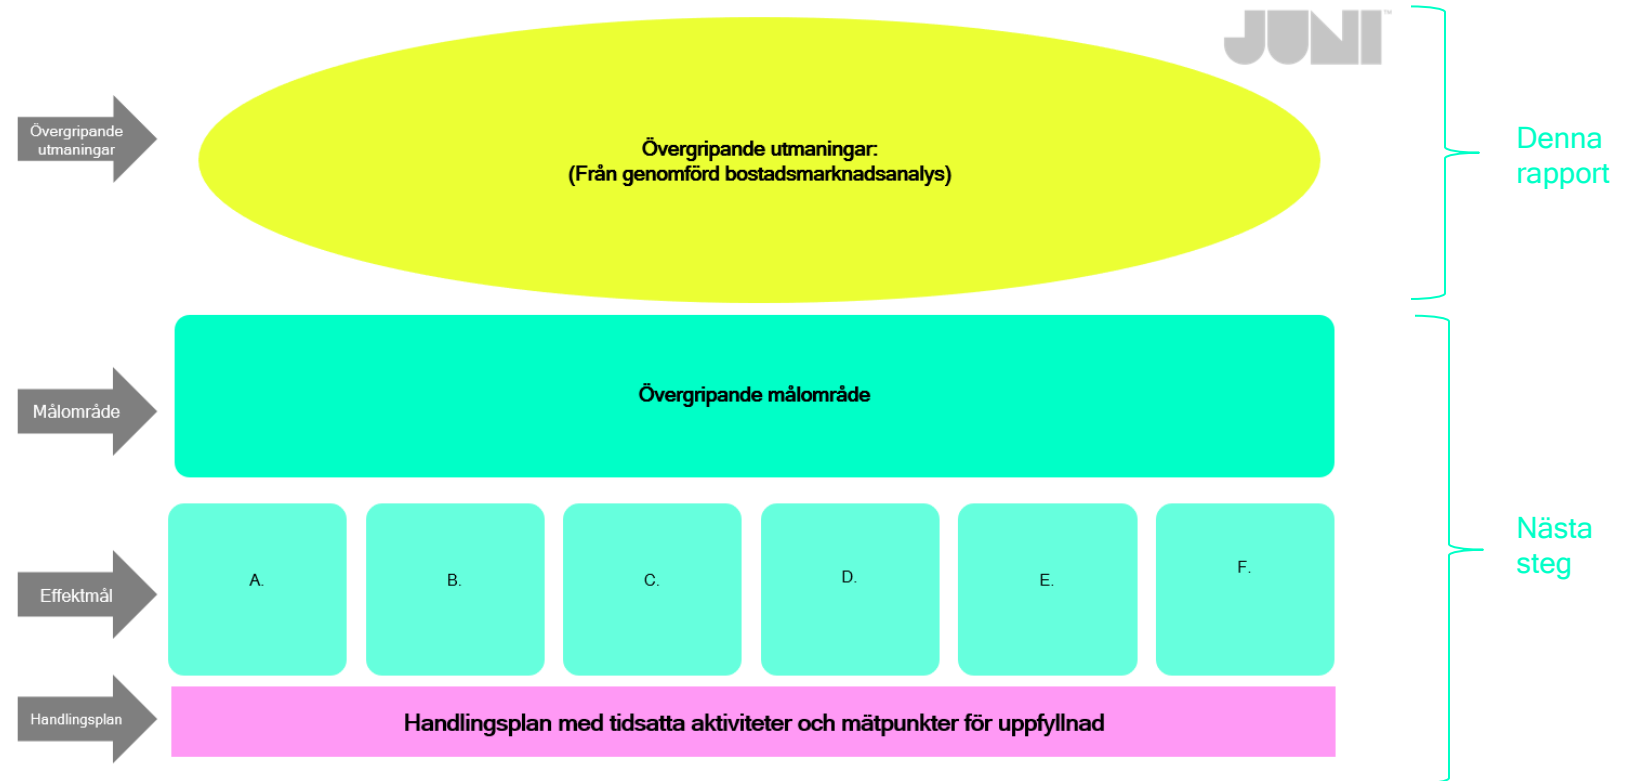 JUNI
TM
Övergripande
utmaningar
Övergripande utmaningar:
(Från genomförd bostadsmarknadsanalys)
Denna
rapport
Målområde
Övergripande målområde
Effektmål
A.
B.
C.
D.
E.
F.
Nästa
steg
Handlingsplan
Handlingsplan med tidsatta aktiviteter och mätpunkter för uppfyllnad